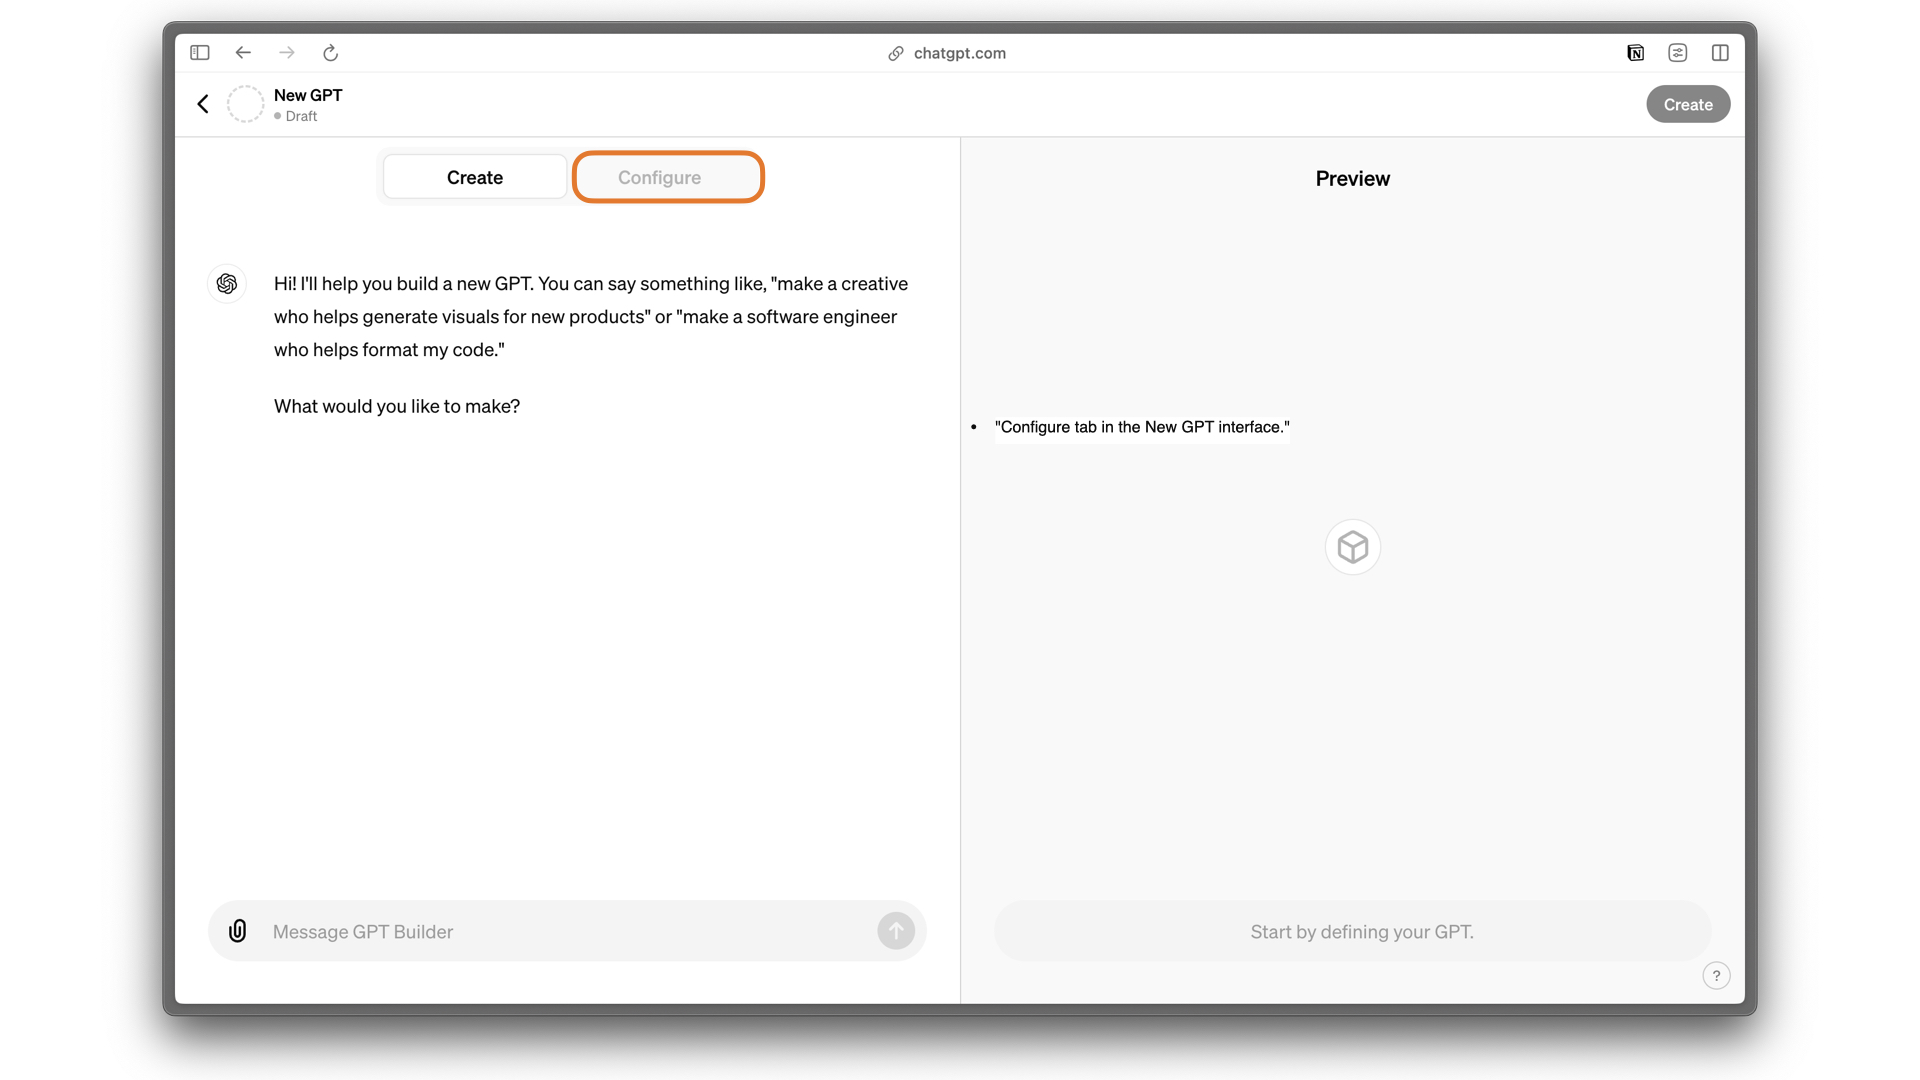 chatgpt.com
New GPT
Draft
Create
Create
Configure
Preview
Hi! I'll help you build a new GPT. You can say something like, "make a creative
who helps generate visuals for new products" or "make a software engineer
who helps format my code."
What would you like to make?
• "Configure tab in the New GPT interface."
Message GPT Builder
Start by defining your GPT.
?